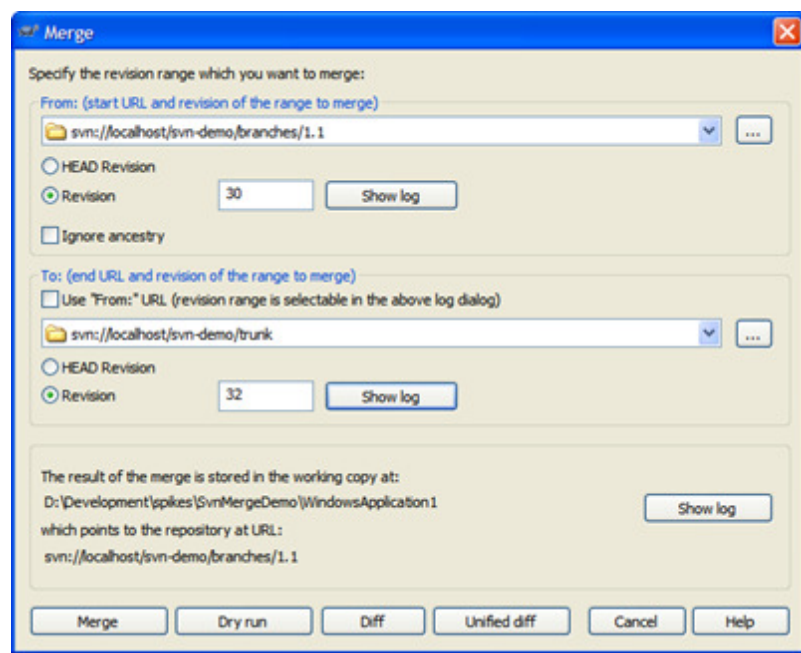 Merge
Specify the revision range which you want to merge:
From: (start URL and revision of the range to merge)
svn://localhost/svn-demo/branches/1.1
...
HEAD Revision
Revision 30 Show log
Ignore ancestry
To: (end URL and revision of the range to merge)
Use "From:" URL (revision range is selectable in the above log dialog)
svn://localhost/svn-demo/trunk
...
HEAD Revision
Revision 32 Show log
The result of the merge is stored in the working copy at:
D:\Development\spikes\SvnMergeDemo\WindowsApplication1
Show log
which points to the repository at URL:
svn://localhost/svn-demo/branches/1.1
Merge Dry run Diff Unified diff Cancel Help